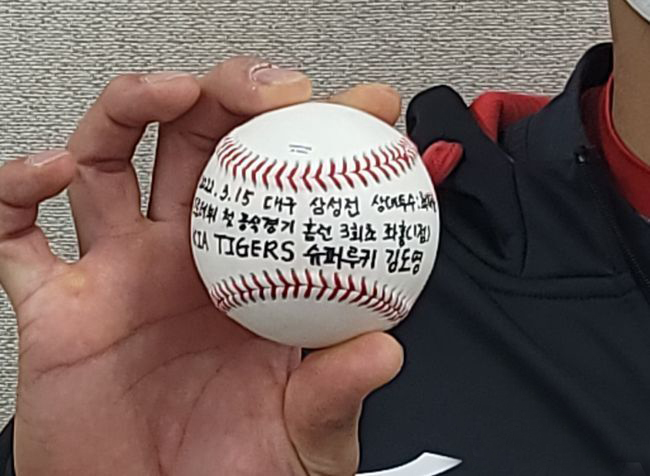 2022.3.15 대구 삼성전 상대투수:
첫 공식경기 홈런 3회초 좌홈(1점)
KIA TIGERS 슈퍼루키 김도영